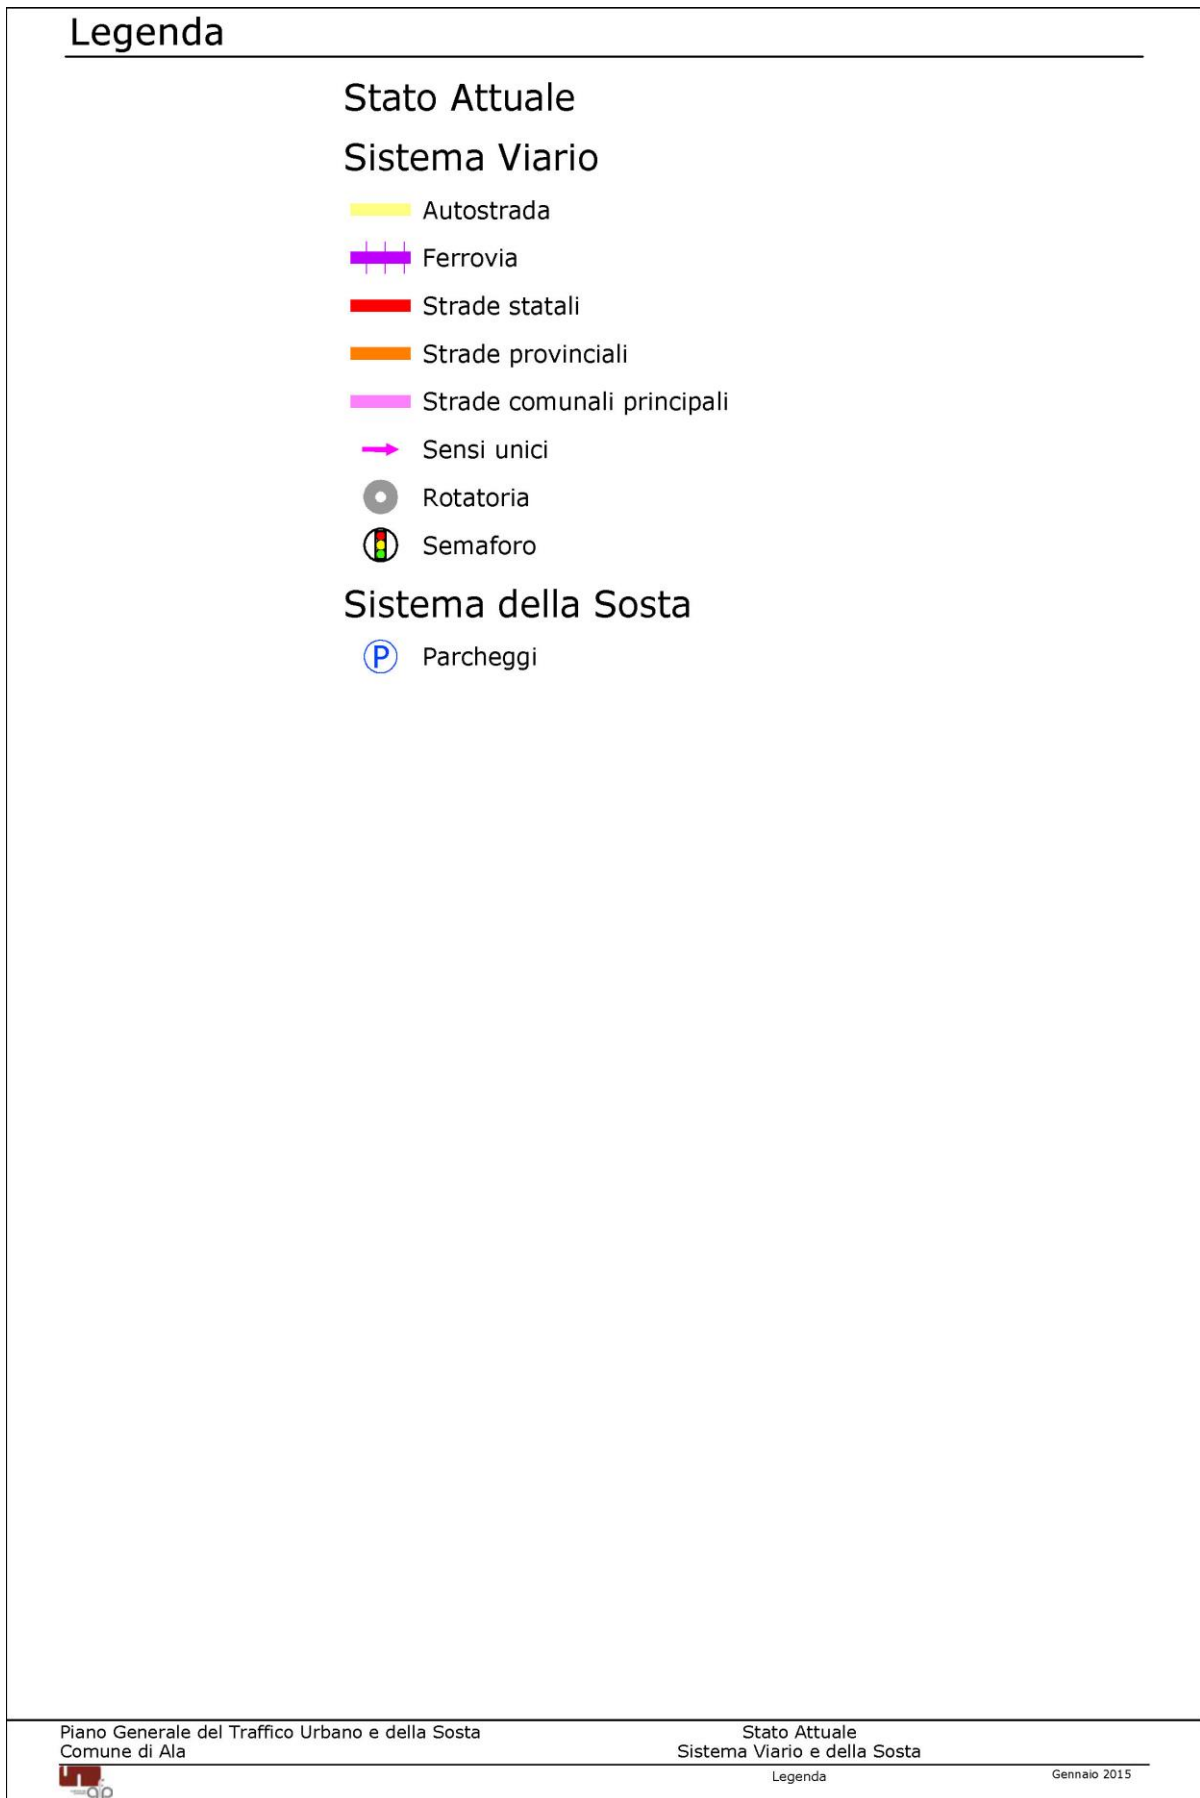 Legenda
Stato Attuale
Sistema Viario
Autostrada
Ferrovia
Strade statali
Strade provinciali
Strade comunali principali
Sensi unici
Rotatoria
Semaforo
Sistema della Sosta
P Parcheggi
Piano Generale del Traffico Urbano e della Sosta
Comune di Ala
Stato Attuale
Sistema Viario e della Sosta
Legenda
Gennaio 2015